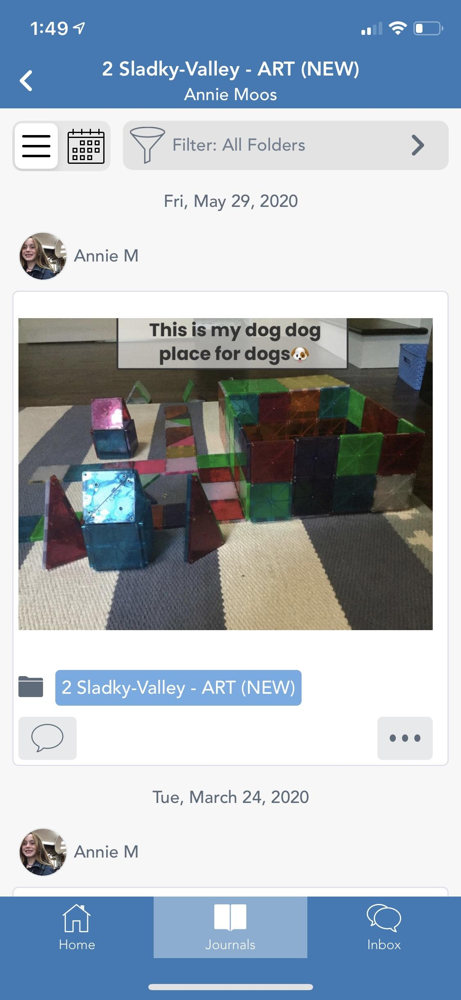 1:49
2 Sladky-Valley - ART (NEW)
Annie Moos
Filter: All Folders
Fri, May 29, 2020
Annie M
This is my dog dog
place for dogs🐶
2 Sladky-Valley - ART (NEW)
Tue, March 24, 2020
Annie M
Home
Journals
Inbox